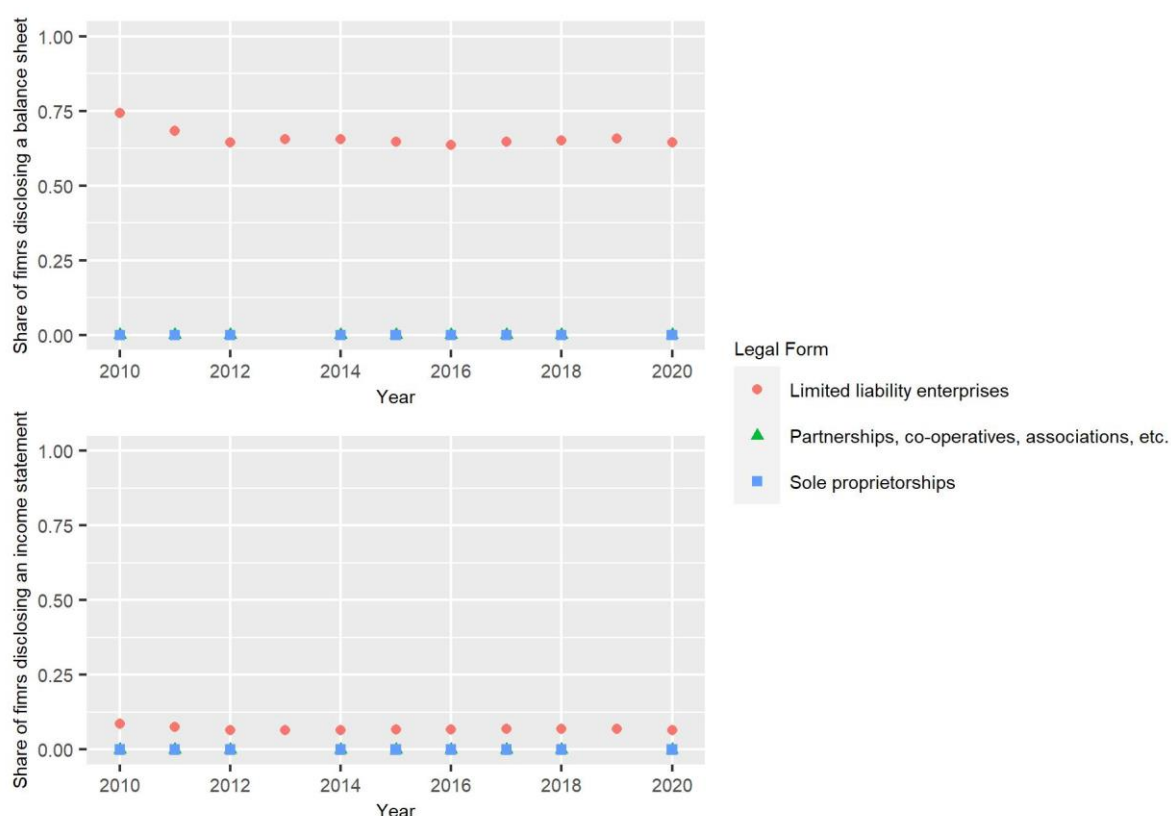 Share of fimrs disclosing a balance sheet
1.00
0.75
0.50
0.25
0.00
2010 2012 2014 2016 2018 2020
Year
Legal Form
Limited liability enterprises
Partnerships, co-operatives, associations, etc.
Sole proprietorships
Share of fimrs disclosing an income statement
1.00
0.75
0.50
0.25
0.00
2010 2012 2014 2016 2018 2020
Year